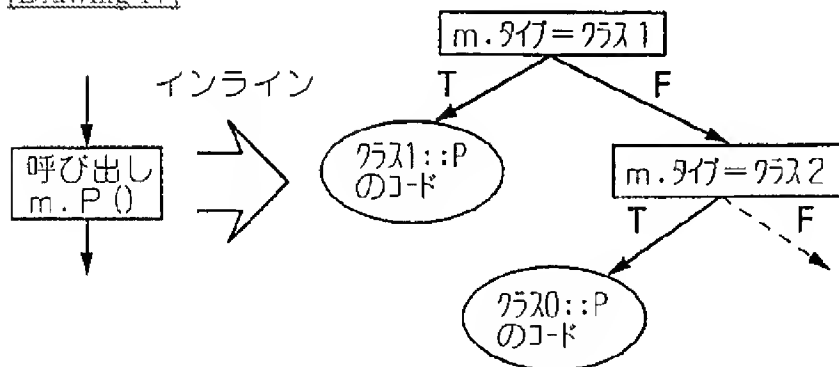 [Drawing 17]
m.タイプ=クラス1
インライン
T
F
呼び出し
m.P()
クラス1::P
のコード
m.タイプ=クラス2
T
F
クラス0::P
のコード